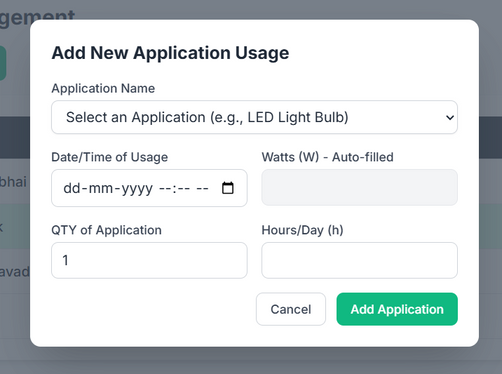 gement
Add New Application Usage
Application Name
Select an Application (e.g., LED Light Bulb)
Date/Time of Usage
Watts (W) - Auto-filled
dd-mm-yyyy --:-- --
bhai
QTY of Application
Hours/Day (h)
1
avad
Cancel
Add Application